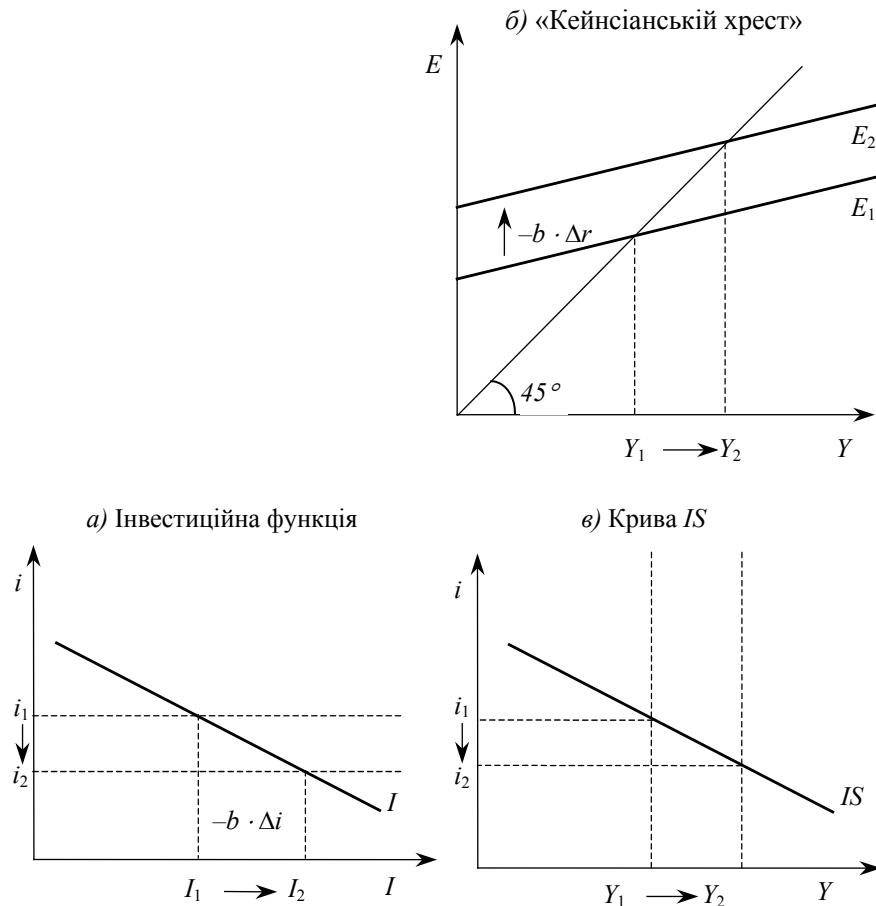 б) «Кейнсіанській хрест»
E
E2
E1
–b · Δr
45°
Y1 Y2 Y
а) Інвестиційна функція
i
i1
i2
I
–b · Δi
I1 I2 I
в) Крива IS
i
i1
i2
IS
Y1 Y2 Y